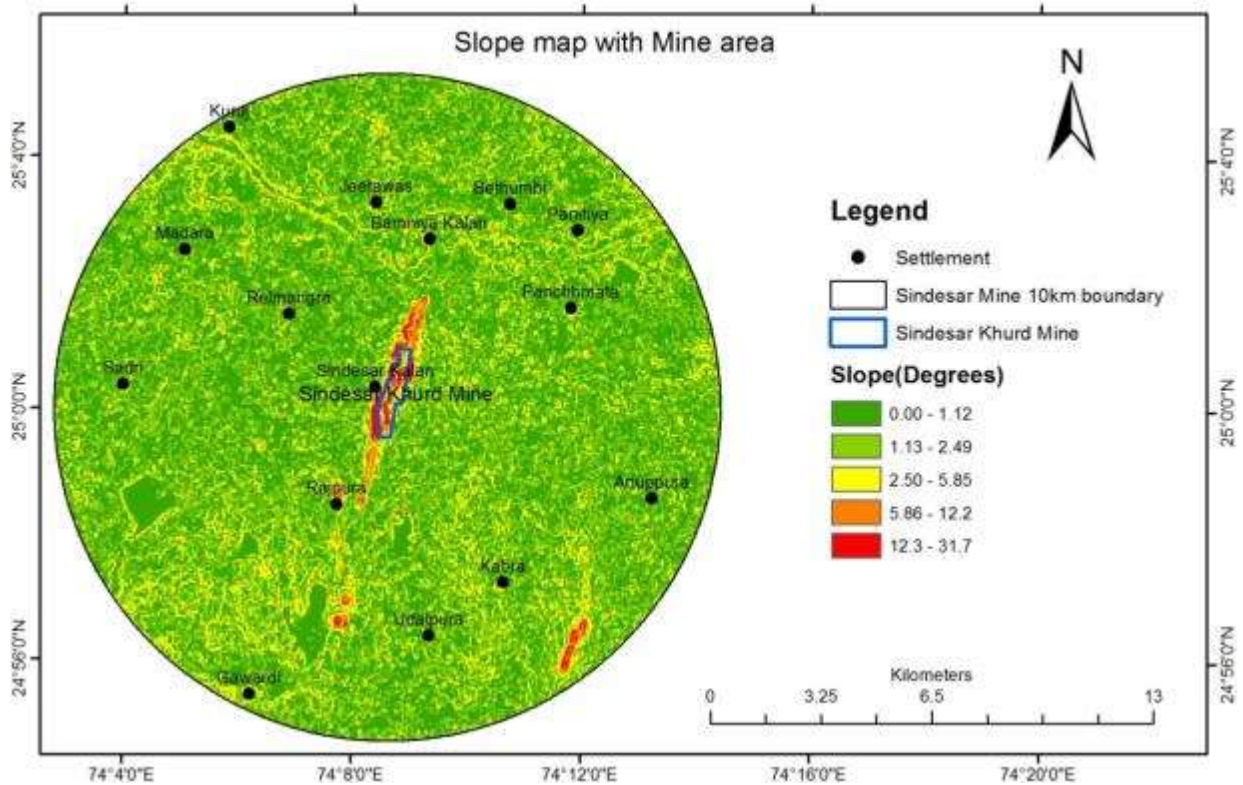 Slope map with Mine area
N
Jeetawas
Bethumbi
Bamniya Kalan
Madara
Relmangra
Panchhmata
Sadri
Sindesar Kalan
Sindesar Khurd Mine
Rajpura
Anuppura
Kabra
Udaipura
Gawardi
Legend
Settlement
Sindesar Mine 10km boundary
Sindesar Khurd Mine
Slope(Degrees)
0.00 - 1.12
1.13 - 2.49
2.50 - 5.85
5.86 - 12.2
12.3 - 31.7
Kilometers
0 3.25 6.5 13
25°4'0"N
25°0'0"N
24°56'0"N
25°4'0"N
25°0'0"N
24°56'0"N
74°4'0"E 74°8'0"E 74°12'0"E 74°16'0"E 74°20'0"E